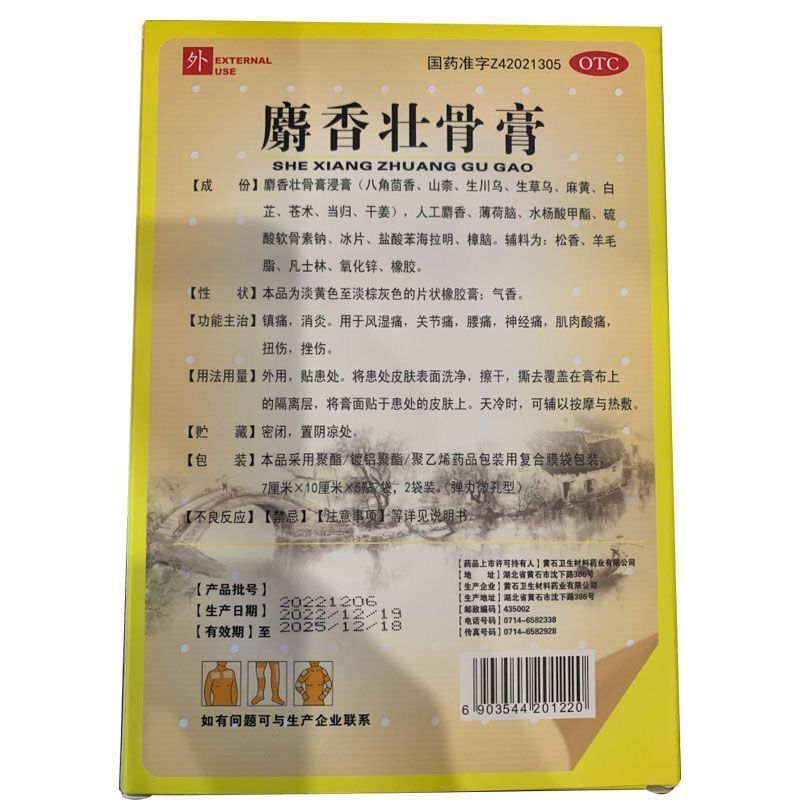 外 EXTERNAL USE
国药准字Z42021305 OTC
麝香壮骨膏
SHE XIANG ZHUANG GU GAO
【成 份】麝香壮骨膏浸膏（八角茴香、山柰、生川乌、生草乌、麻黄、白
芷、苍术、当归、干姜），人工麝香、薄荷脑、水杨酸甲酯、硫
酸软骨素钠、冰片、盐酸苯海拉明、樟脑。辅料为：松香、羊毛
脂、凡士林、氧化锌、橡胶。
【性 状】本品为淡黄色至淡棕灰色的片状橡胶膏；气香。
【功能主治】镇痛，消炎。用于风湿痛，关节痛，腰痛，神经痛，肌肉酸痛，
扭伤，挫伤。
【用法用量】外用，贴患处。将患处皮肤表面洗净，擦干，撕去覆盖在膏布上
的隔离层，将膏面贴于患处的皮肤上。天冷时，可辅以按摩与热敷。
【贮 藏】密闭，置阴凉处。
【包 装】本品采用聚酯/镀铝聚酯/聚乙烯药品包装用复合膜袋包装，
7厘米×10厘米×5贴/袋，2袋装。（弹力微孔型）
【不良反应】【禁忌】【注意事项】等详见说明书
【药品上市许可持有人】黄石卫生材料药业有限公司
【地 址】湖北省黄石市沈下路386号
【生产企业】黄石卫生材料药业有限公司
【生产地址】湖北省黄石市沈下路386号
【邮政编码】435002
【电话号码】0714-6582338
【传真号码】0714-6582928
【产品批号】20221206
【生产日期】2022/12/19
【有效期】至 2025/12/18
如有问题可与生产企业联系
6 903544 201220